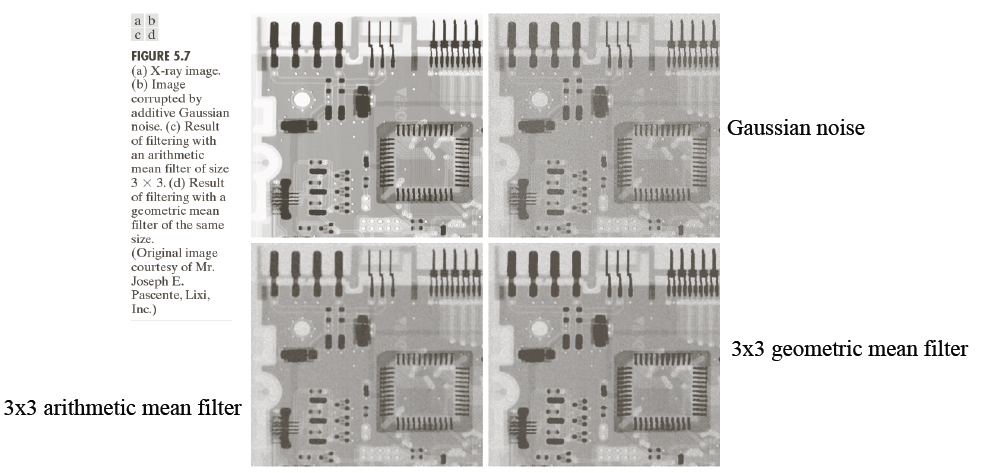 a b
c d
FIGURE 5.7
(a) X-ray image.
(b) Image
corrupted by
additive Gaussian
noise. (c) Result
of filtering with
an arithmetic
mean filter of size
3 × 3. (d) Result
of filtering with a
geometric mean
filter of the same
size.
(Original image
courtesy of Mr.
Joseph E.
Pascente, Lixi,
Inc.)
Gaussian noise
3x3 geometric mean filter
3x3 arithmetic mean filter